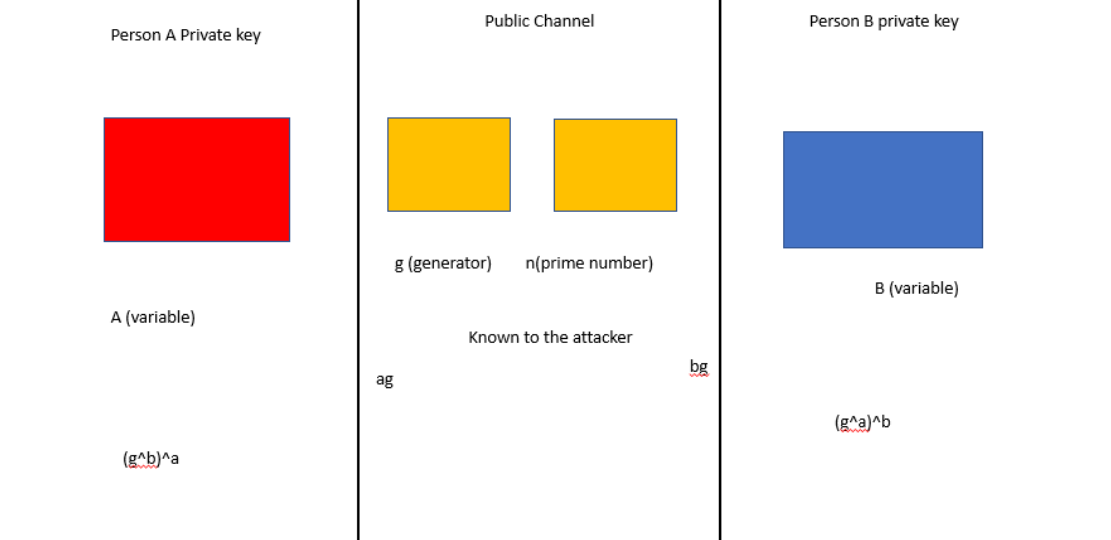 Person A Private key
Public Channel
Person B private key
g (generator)
n(prime number)
A (variable)
B (variable)
Known to the attacker
ag
bg
(g^b)^a
(g^a)^b